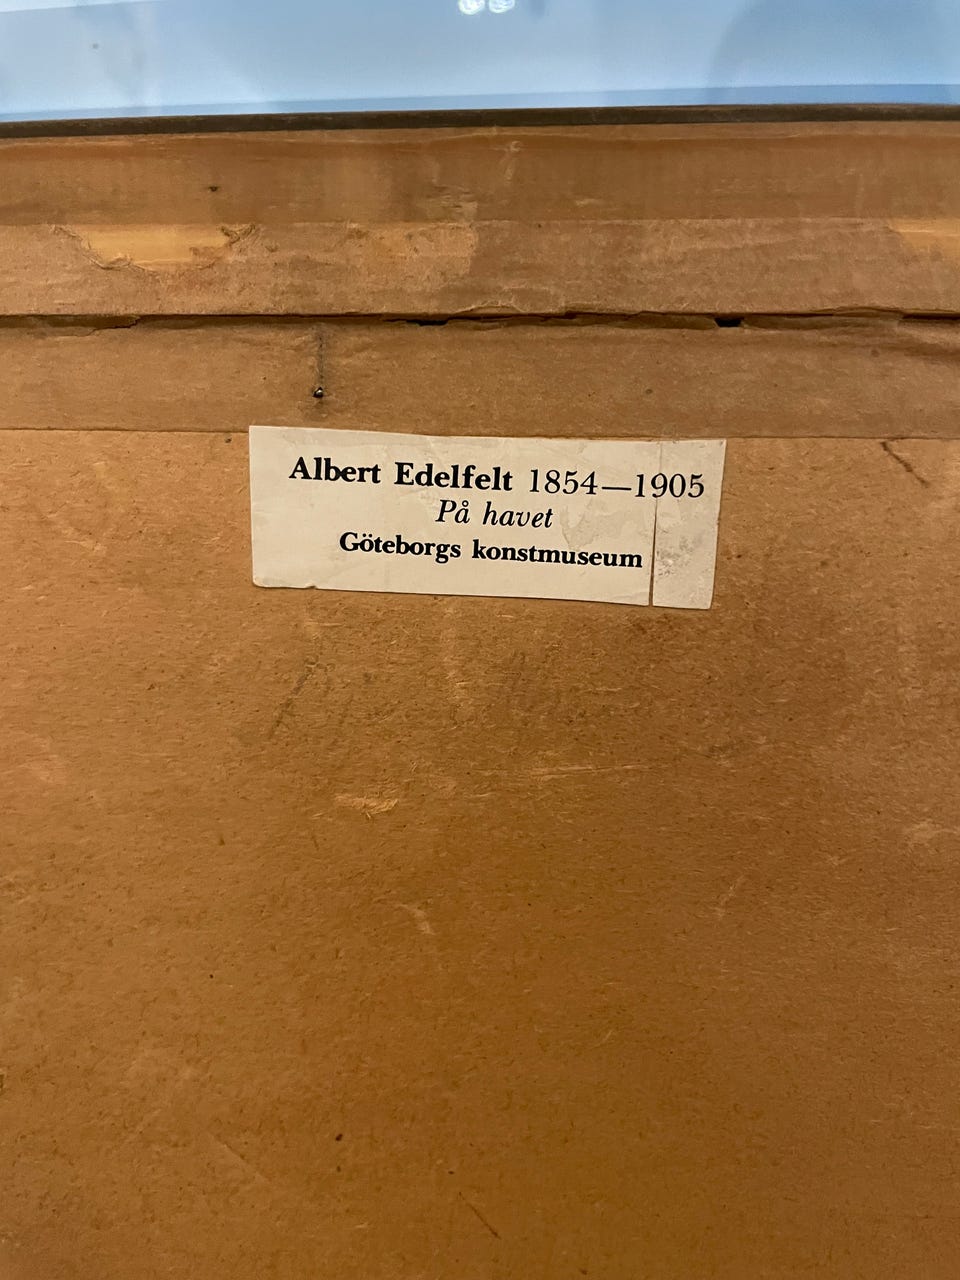 Albert Edelfelt 1854—1905
På havet
Göteborgs konstmuseum